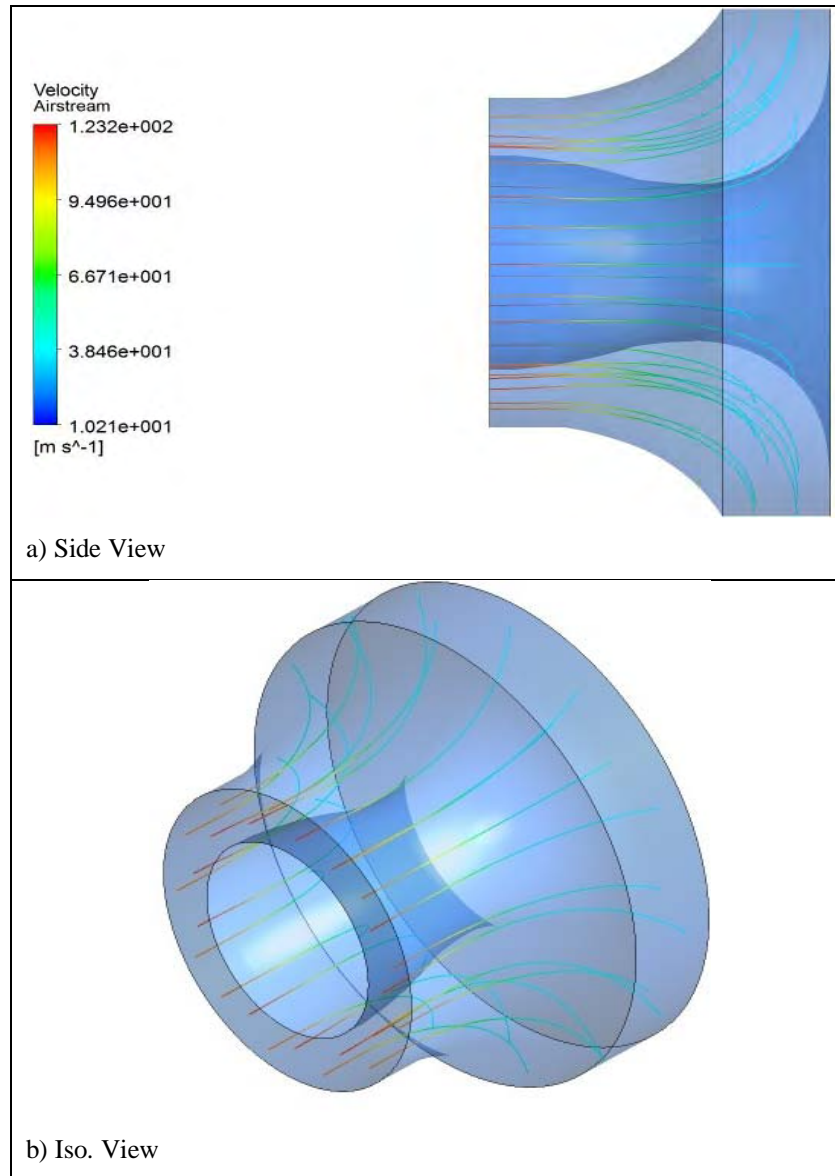 Velocity
Airstream
1.232e+002
9.496e+001
6.671e+001
3.846e+001
1.021e+001
[m s^-1]
a) Side View
b) Iso. View